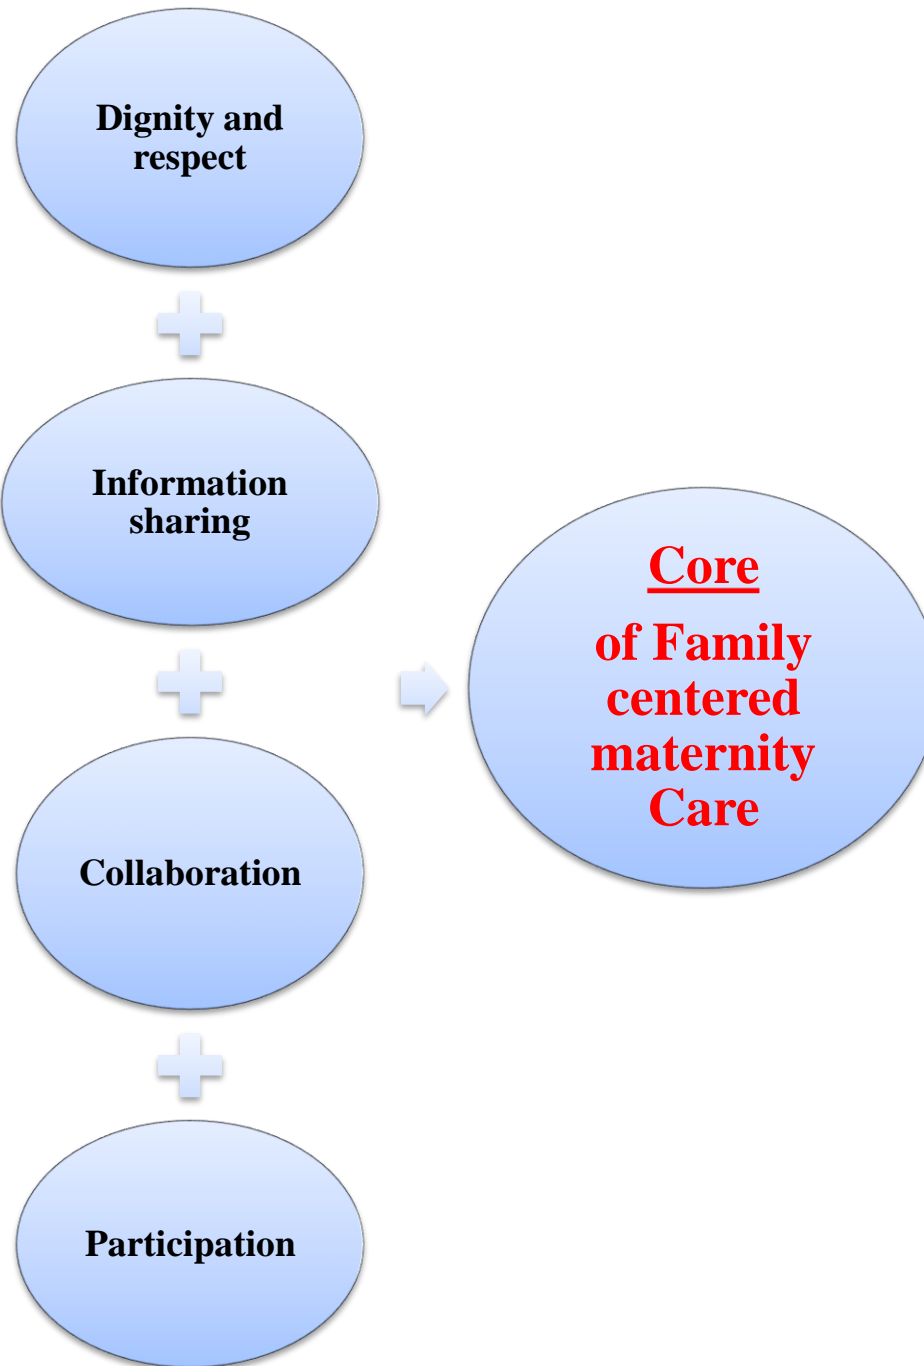 Dignity and
respect
Information
sharing
Collaboration
Participation
Core
of Family
centered
maternity
Care